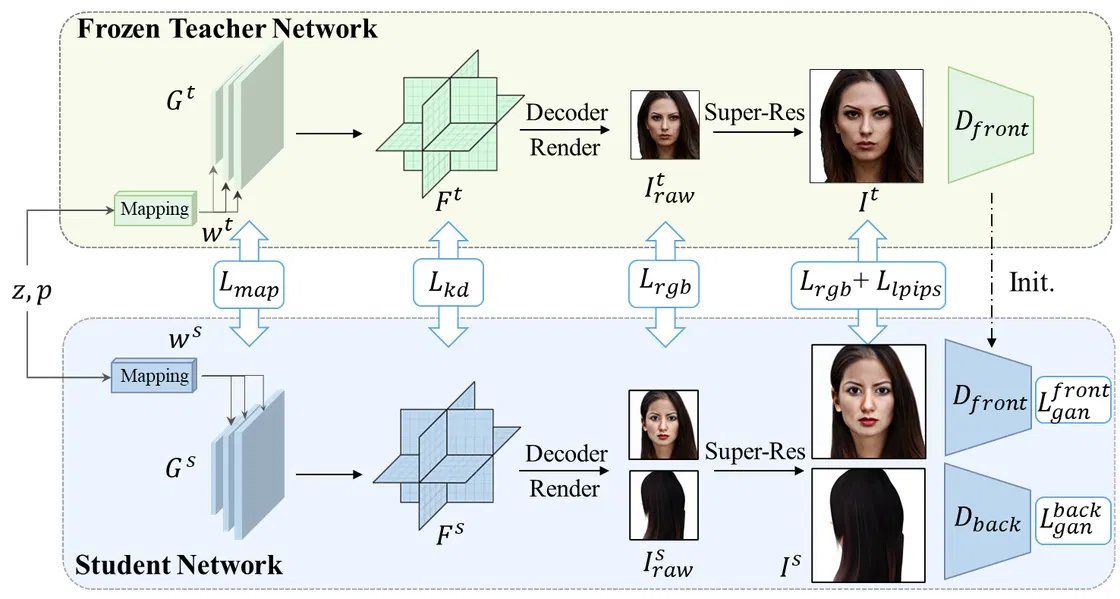 Frozen Teacher Network
G^t
Mapping
w^t
F^t
Decoder
Render
I^t_raw
Super-Res
I^t
D_front
z, p
L_map
L_kd
L_rgb
L_rgb + L_lpips
Init.
w^s
Mapping
G^s
F^s
Decoder
Render
I^s_raw
Super-Res
I^s
D_front
L^front_gan
D_back
L^back_gan
Student Network